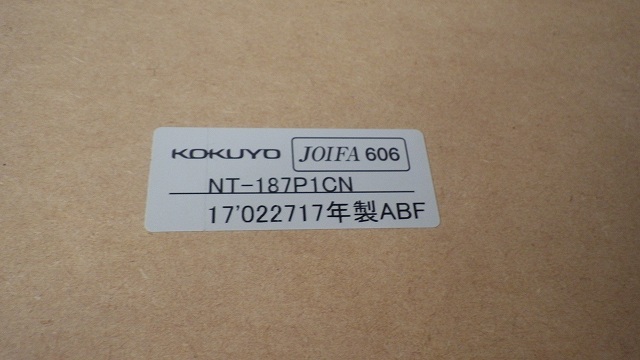 KOKUYO JOIFA 606
NT-187P1CN
17'022717年製ABF